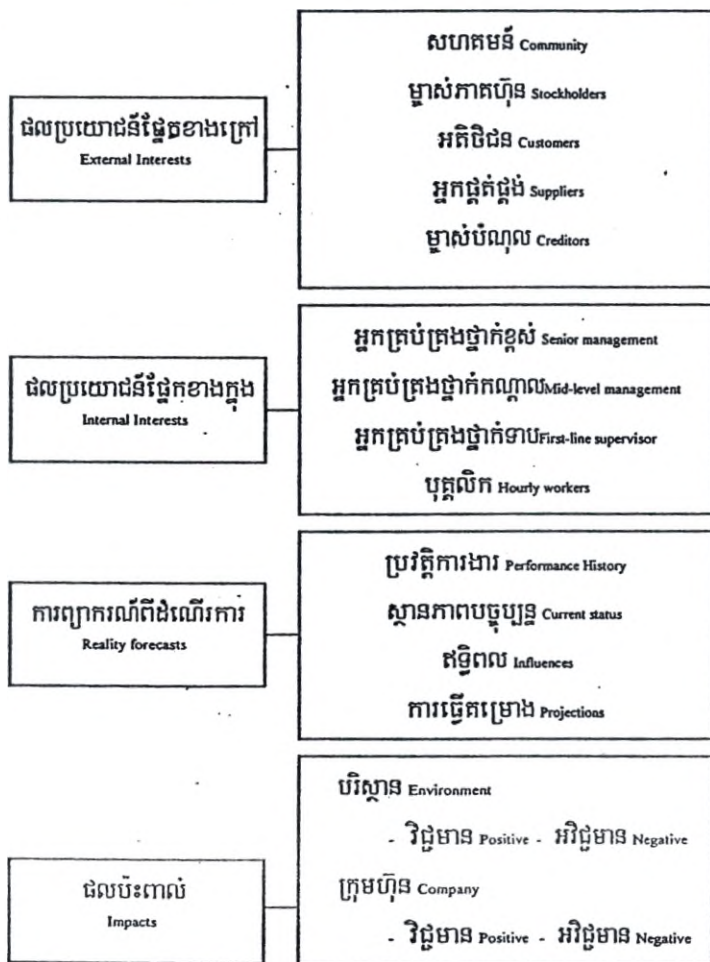 ផលប្រយោជន៍ផ្នែកខាងក្រៅ
External Interests
សហគមន៍ Community
ម្ចាស់ភាគហ៊ុន Stockholders
អតិថិជន Customers
អ្នកផ្គត់ផ្គង់ Suppliers
ម្ចាស់បំណុល Creditors
ផលប្រយោជន៍ផ្នែកខាងក្នុង
Internal Interests
អ្នកគ្រប់គ្រងថ្នាក់ខ្ពស់ Senior management
អ្នកគ្រប់គ្រងថ្នាក់កណ្តាលMid-level management
អ្នកគ្រប់គ្រងថ្នាក់ទាបFirst-line supervisor
បុគ្គលិក Hourly workers
ការព្យាករណ៍ពីដំណើរការ
Reality forecasts
ប្រវត្តិការងារ Performance History
ស្ថានភាពបច្ចុប្បន្ន Current status
ឥទ្ធិពល Influences
ការធ្វើគម្រោង Projections
ផលប៉ះពាល់
Impacts
បរិស្ថាន Environment
- វិជ្ជមាន Positive - អវិជ្ជមាន Negative
ក្រុមហ៊ុន Company
- វិជ្ជមាន Positive - អវិជ្ជមាន Negative